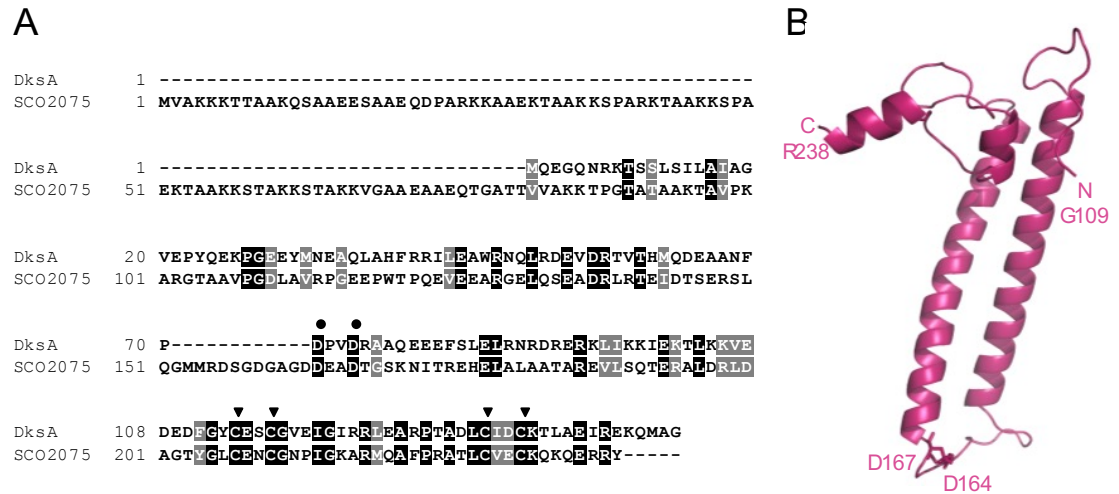 A B
DksA 1 --------------------------------------------------
SCO2075 1 MVAKKKTTAAKQSAAEESAAEQDPARKKAAEKTAAKKSPARKTAAKKSPA
DksA 1 -------------------------------MQEGQNRKTSSLSILAIAG
SCO2075 51 EKTAAKKSTAKKSTAKKVGAAEAAEQTGATTVVAKKTPGTATAAKTAVPK
DksA 20 VEPYQEKPGEEYMNEAQLAHFRRILEAWRNQLRDEVDRTVTHMQDEAANF
SCO2075 101 ARGTAAVPGDLAVRPGEEPWTPQEVEEARGELQSEADRLRTEIDTSERSL
DksA 70 P------------DPVDRAAQEEEFSLELRNRDRERKLIKKIEKTLKKVE
SCO2075 151 QGMMRDSGDGAGDDEADTGSKNITREHELALAATAREVLSQTERALDRLD
DksA 108 DEDFGYCESCGVEIGIRRLEARPTADLCIDCKTLAEIREKQMAG
SCO2075 201 AGTYGLCENCGNPIGKARMQAFPRATLCVECKQKQERRY-----
C
R238
N
G109
D167
D164